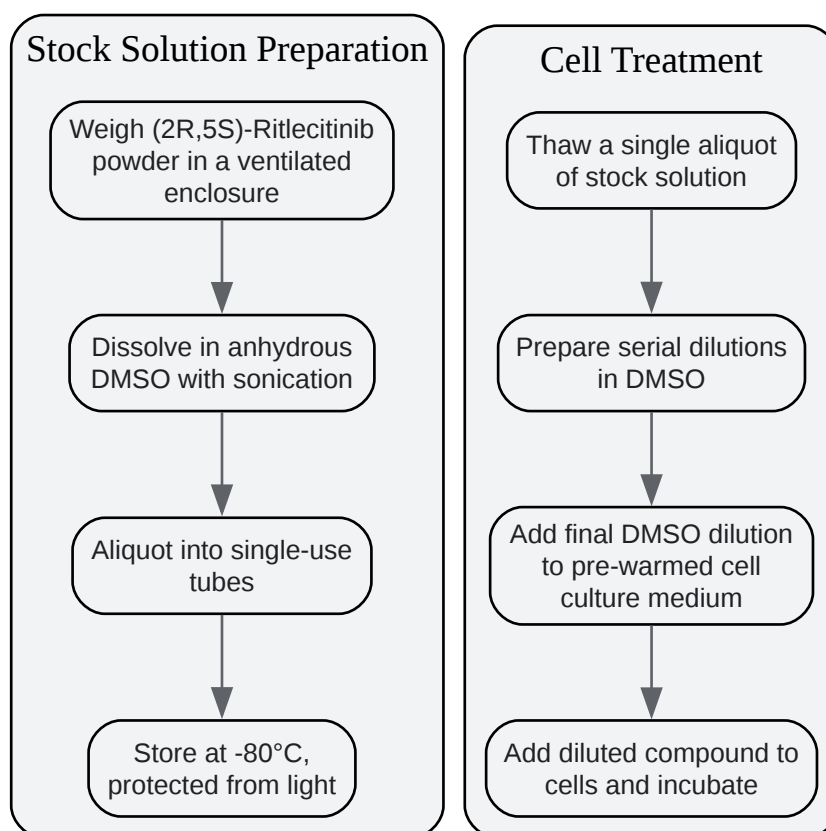 Stock Solution Preparation
Weigh (2R,5S)-Ritlecitinib
powder in a ventilated
enclosure
Dissolve in anhydrous
DMSO with sonication
Aliquot into single-use
tubes
Store at -80°C,
protected from light
Cell Treatment
Thaw a single aliquot
of stock solution
Prepare serial dilutions
in DMSO
Add final DMSO dilution
to pre-warmed cell
culture medium
Add diluted compound to
cells and incubate